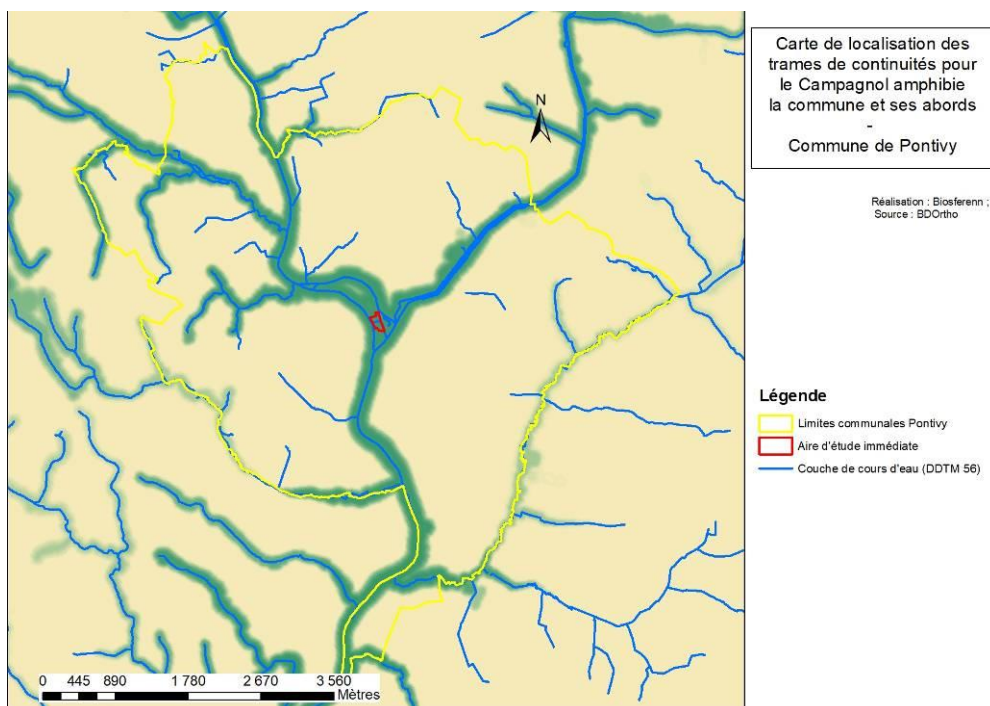 Carte de localisation des
trames de continuités pour
le Campagnol amphibie
la commune et ses abords
-
Commune de Pontivy
Réalisation : Biosferenn ;
Source : BDOrtho
N
Légende
Limites communales Pontivy
Aire d'étude immédiate
Couche de cours d'eau (DDTM 56)
0 445 890 1 780 2 670 3 560
Mètres